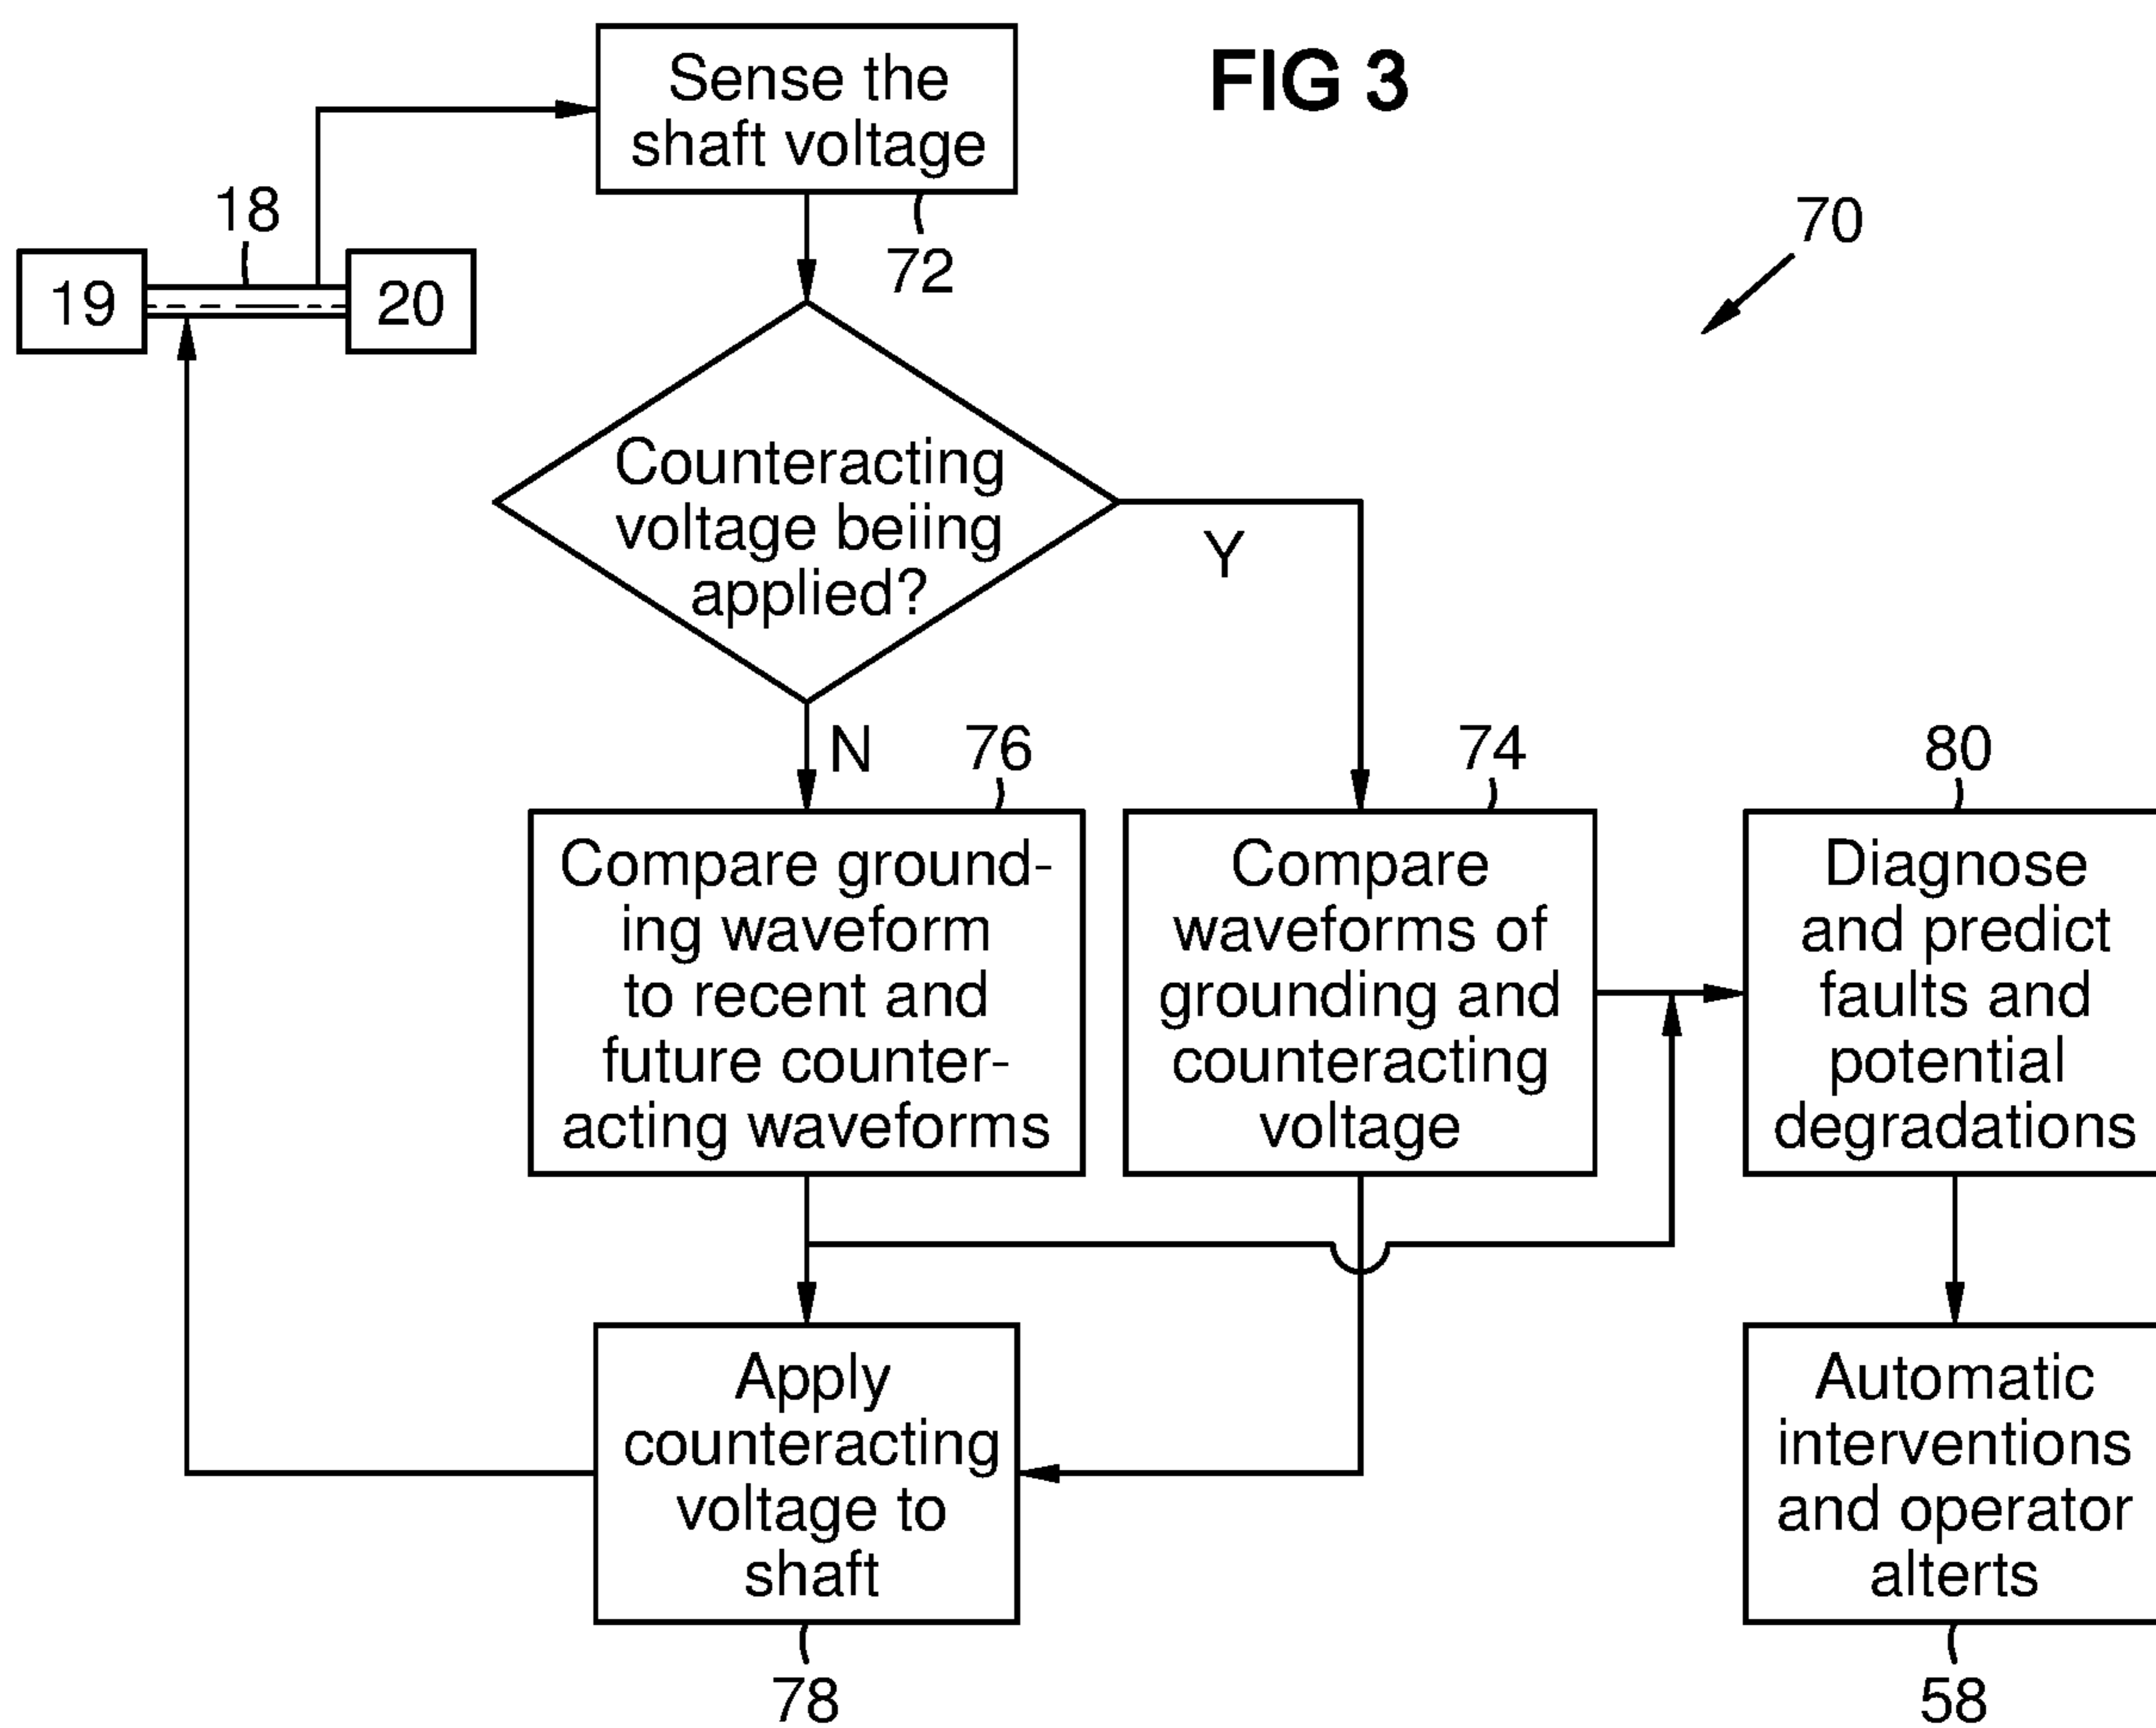 FIG 3
Sense the
shaft voltage
72
70
18
19
20
Counteracting
voltage beiing
applied?
Y
N
76
Compare ground-
ing waveform
to recent and
future counter-
acting waveforms
74
Compare
waveforms of
grounding and
counteracting
voltage
80
Diagnose
and predict
faults and
potential
degradations
Apply
counteracting
voltage to
shaft
78
Automatic
interventions
and operator
alterts
58